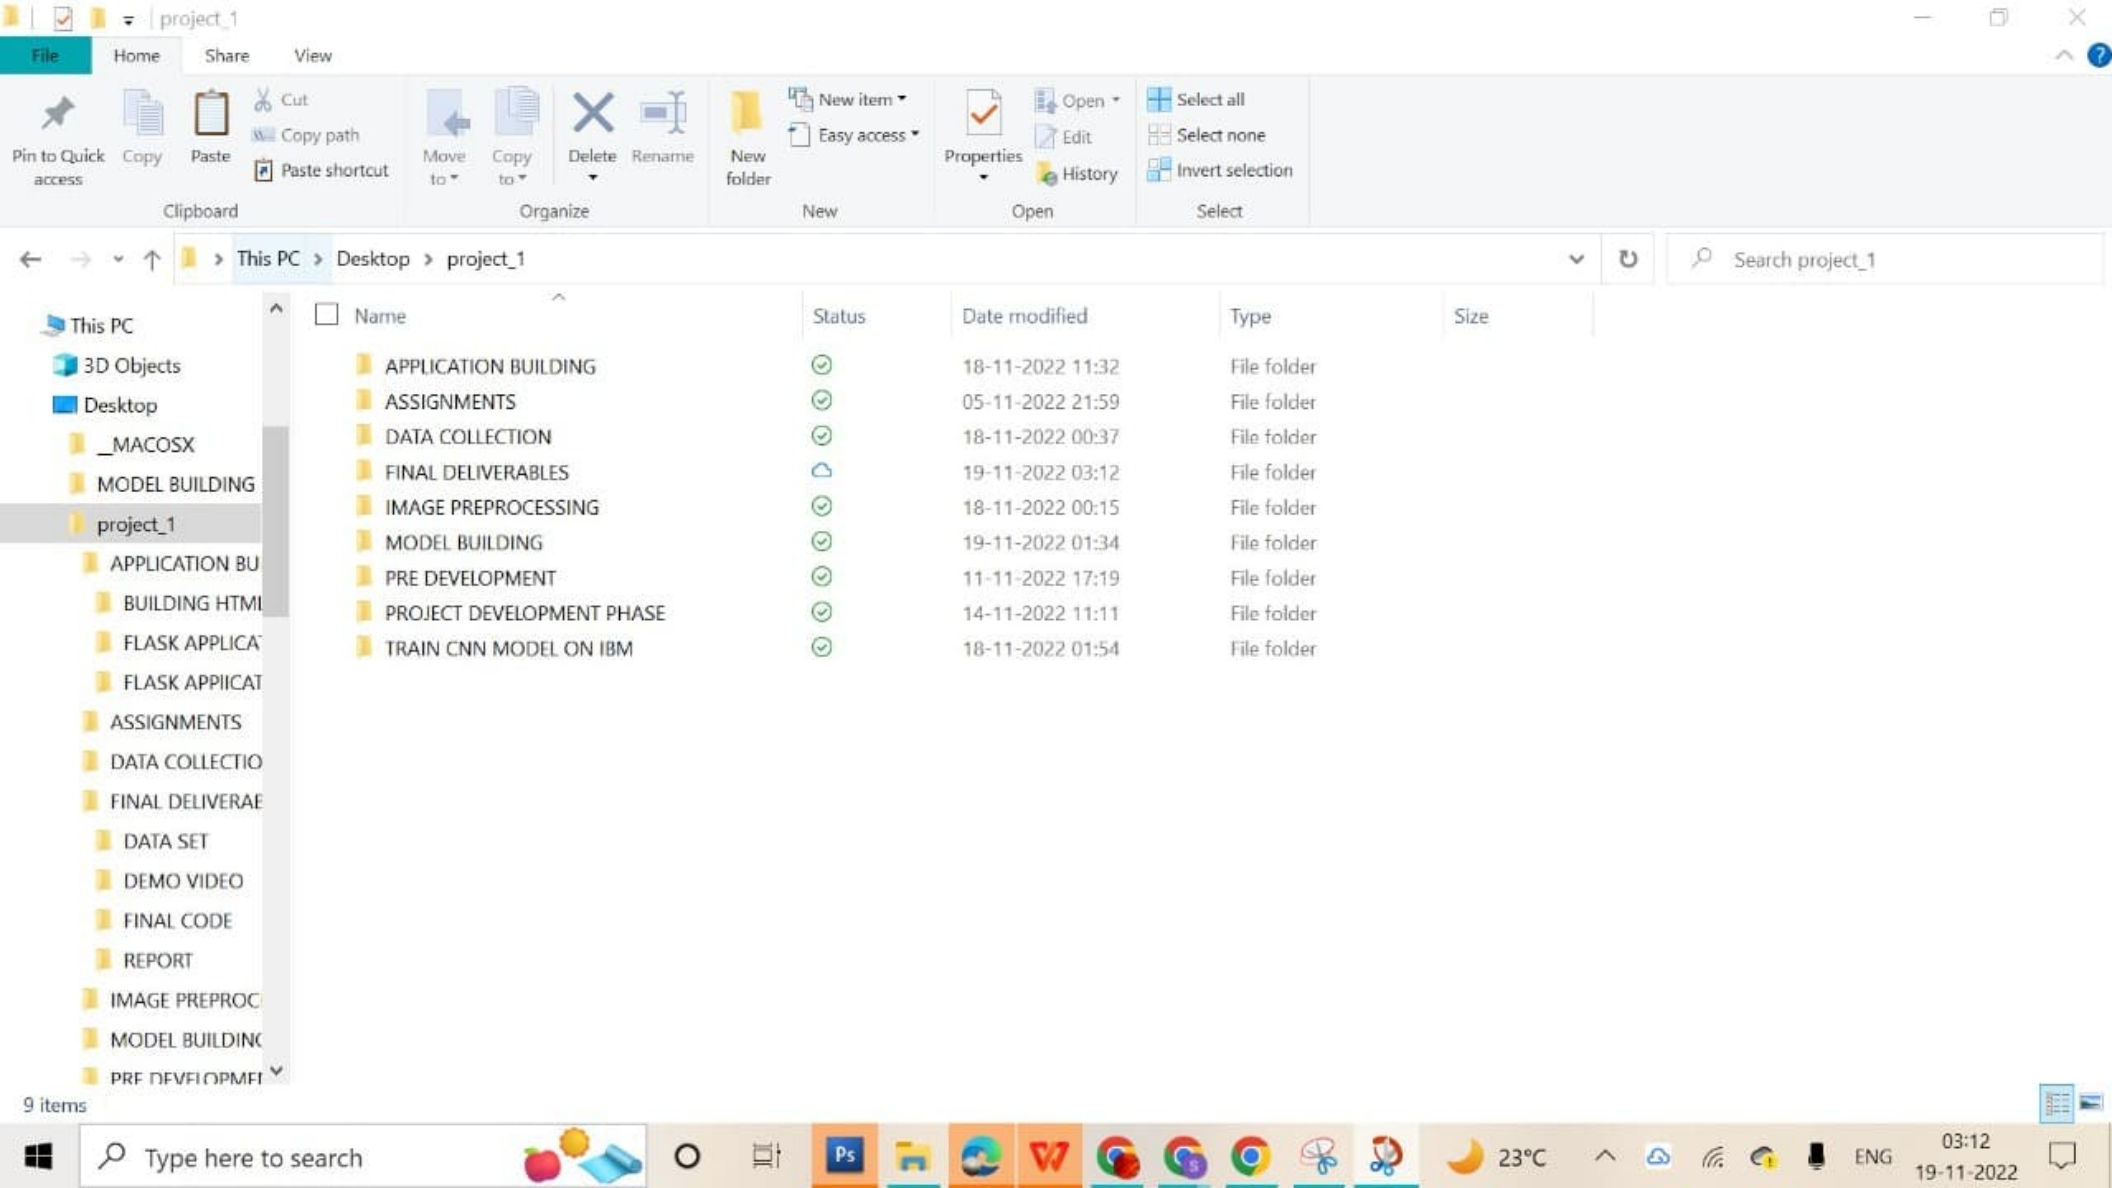 project_1
File Home Share View
Pin to Quick access
Copy
Paste
Cut
Copy path
Paste shortcut
Clipboard
Move to
Copy to
Delete
Rename
Organize
New folder
New item
Easy access
New
Properties
Open
Edit
History
Open
Select all
Select none
Invert selection
Select
This PC > Desktop > project_1
Search project_1
This PC
3D Objects
Desktop
__MACOSX
MODEL BUILDING
project_1
APPLICATION BU
BUILDING HTML
FLASK APPLICAT
FLASK APPIICAT
ASSIGNMENTS
DATA COLLECTIO
FINAL DELIVERAB
DATA SET
DEMO VIDEO
FINAL CODE
REPORT
IMAGE PREPROC
MODEL BUILDING
PRE DEVELOPMEN
Name Status Date modified Type Size
APPLICATION BUILDING 18-11-2022 11:32 File folder
ASSIGNMENTS 05-11-2022 21:59 File folder
DATA COLLECTION 18-11-2022 00:37 File folder
FINAL DELIVERABLES 19-11-2022 03:12 File folder
IMAGE PREPROCESSING 18-11-2022 00:15 File folder
MODEL BUILDING 19-11-2022 01:34 File folder
PRE DEVELOPMENT 11-11-2022 17:19 File folder
PROJECT DEVELOPMENT PHASE 14-11-2022 11:11 File folder
TRAIN CNN MODEL ON IBM 18-11-2022 01:54 File folder
9 items
Type here to search
Ps
S
23°C
ENG
03:12
19-11-2022